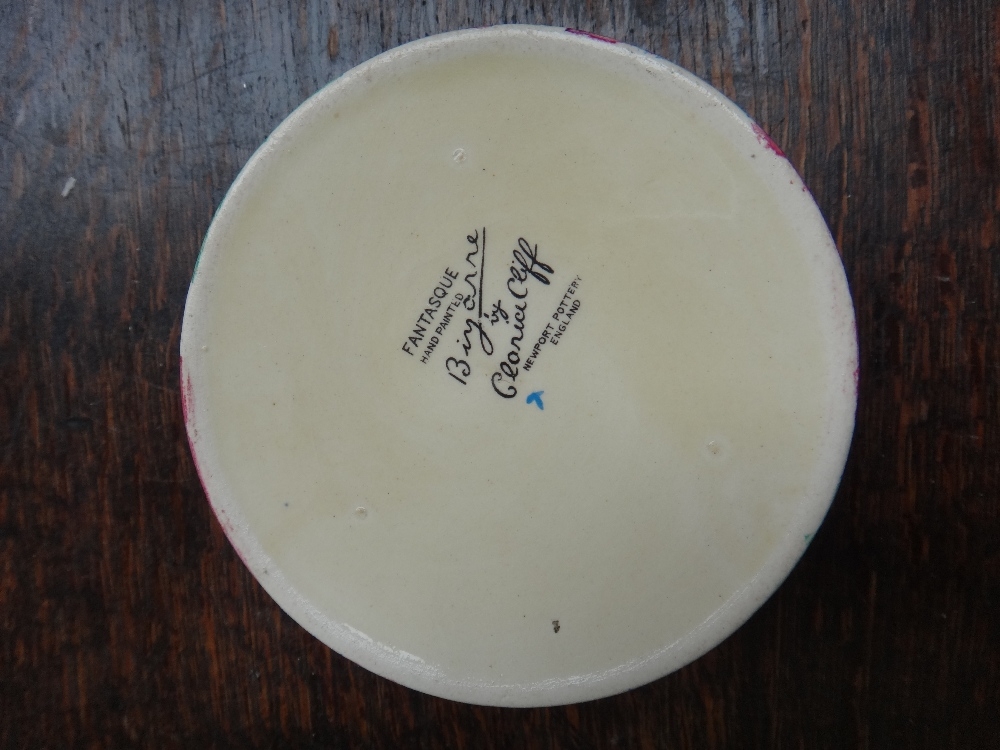 FANTASQUE
HAND PAINTED
Bizarre
by
Clarice Cliff
NEWPORT POTTERY
ENGLAND